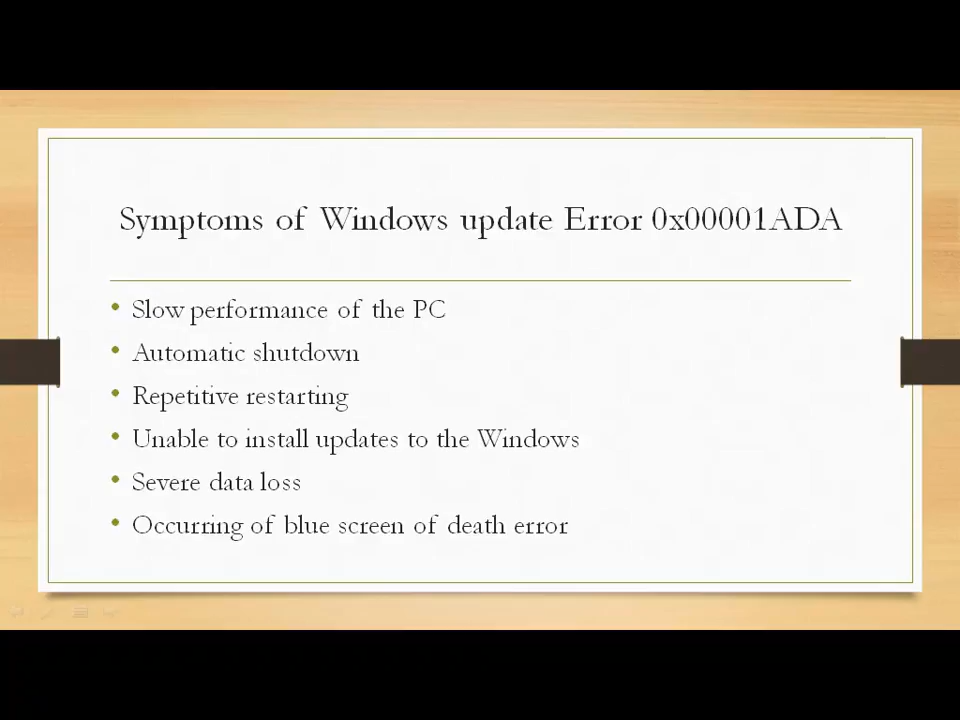 Symptoms of Windows update Error 0x00001ADA
• Slow performance of the PC
• Automatic shutdown
• Repetitive restarting
• Unable to install updates to the Windows
• Severe data loss
• Occurring of blue screen of death error